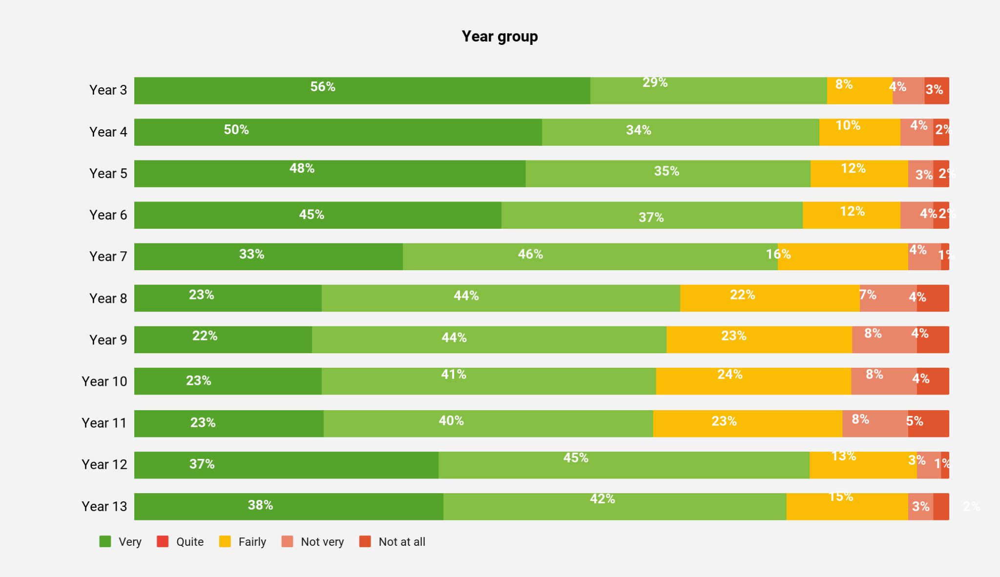 Year group
Year 3 56% 29% 8% 4% 3%
Year 4 50% 34% 10% 4% 2%
Year 5 48% 35% 12% 3% 2%
Year 6 45% 37% 12% 4% 2%
Year 7 33% 46% 16% 4% 1%
Year 8 23% 44% 22% 7% 4%
Year 9 22% 44% 23% 8% 4%
Year 10 23% 41% 24% 8% 4%
Year 11 23% 40% 23% 8% 5%
Year 12 37% 45% 13% 3% 1%
Year 13 38% 42% 15% 3% 2%
Very Quite Fairly Not very Not at all